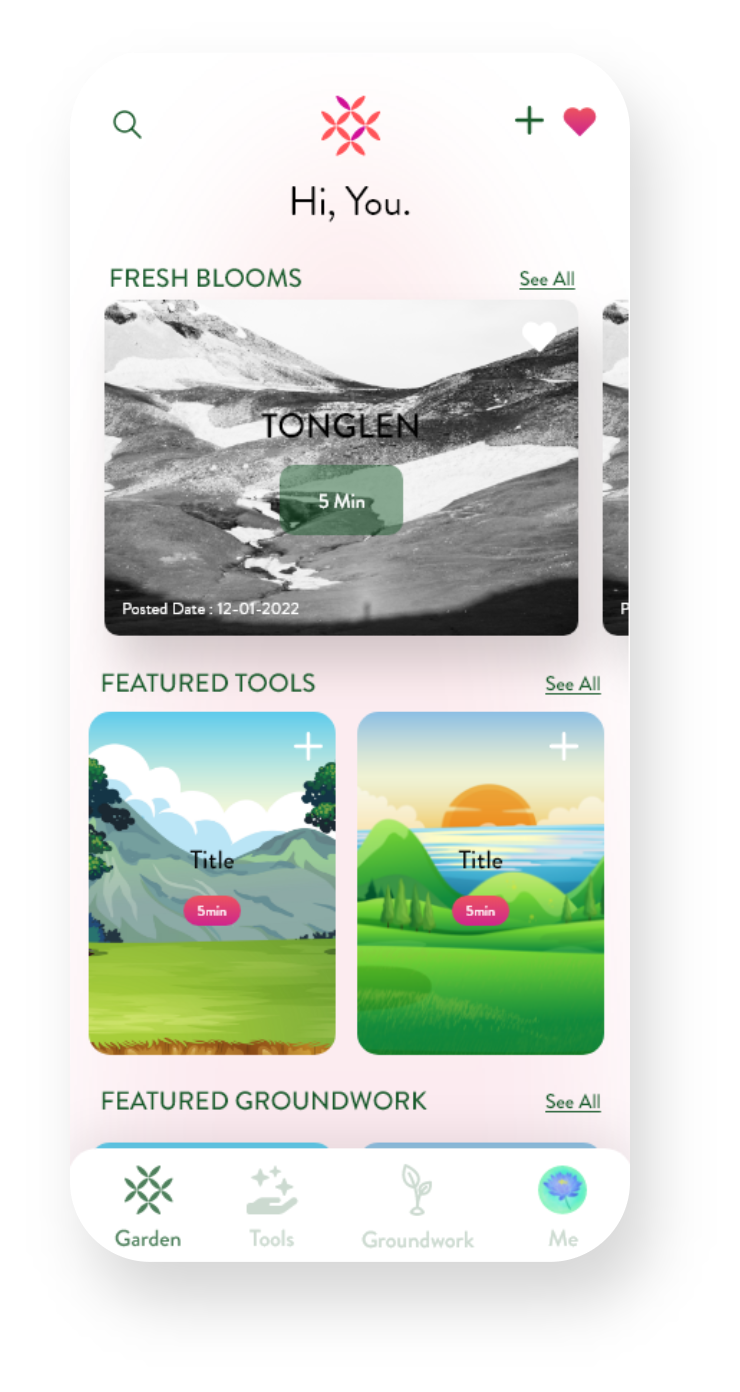 Hi, You.
FRESH BLOOMS
See All
TONGLEN
5 Min
Posted Date : 12-01-2022
P
FEATURED TOOLS
See All
Title
5min
Title
5min
FEATURED GROUNDWORK
See All
Garden
Tools
Groundwork
Me